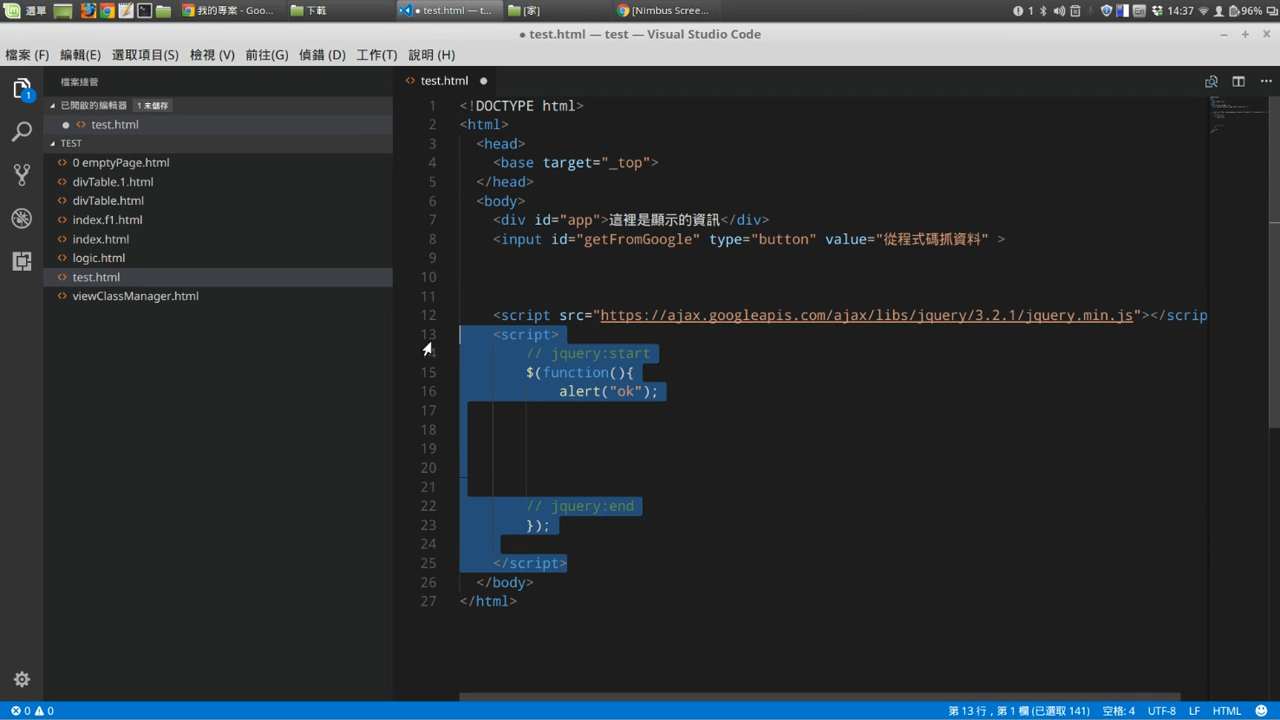 選單
我的專案 - Goo...
下載
● test.html — t...
[家]
[Nimbus Scree...
1
En
14:37
96%
● test.html — test — Visual Studio Code
檔案 (F) 編輯(E) 選取項目(S) 檢視 (V) 前往(G) 偵錯 (D) 工作(T) 說明 (H)
檔案總管
已開啟的編輯器 1 未儲存
● <> test.html
TEST
<> 0 emptyPage.html
<> divTable.1.html
<> divTable.html
<> index.f1.html
<> index.html
<> logic.html
<> test.html
<> viewClassManager.html
1
<> test.html ●
1 <!DOCTYPE html>
2 <html>
3 <head>
4 <base target="_top">
5 </head>
6 <body>
7 <div id="app">這裡是顯示的資訊</div>
8 <input id="getFromGoogle" type="button" value="從程式碼抓資料" >
9
10
11
12 <script src="https://ajax.googleapis.com/ajax/libs/jquery/3.2.1/jquery.min.js"></scrip
13 <script>
14 // jquery:start
15 $(function(){
16 alert("ok");
17
18
19
20
21
22 // jquery:end
23 });
24
25 </script>
26 </body>
27 </html>
0 0
第 13 行，第 1 欄 (已選取 141) 空格: 4 UTF-8 LF HTML